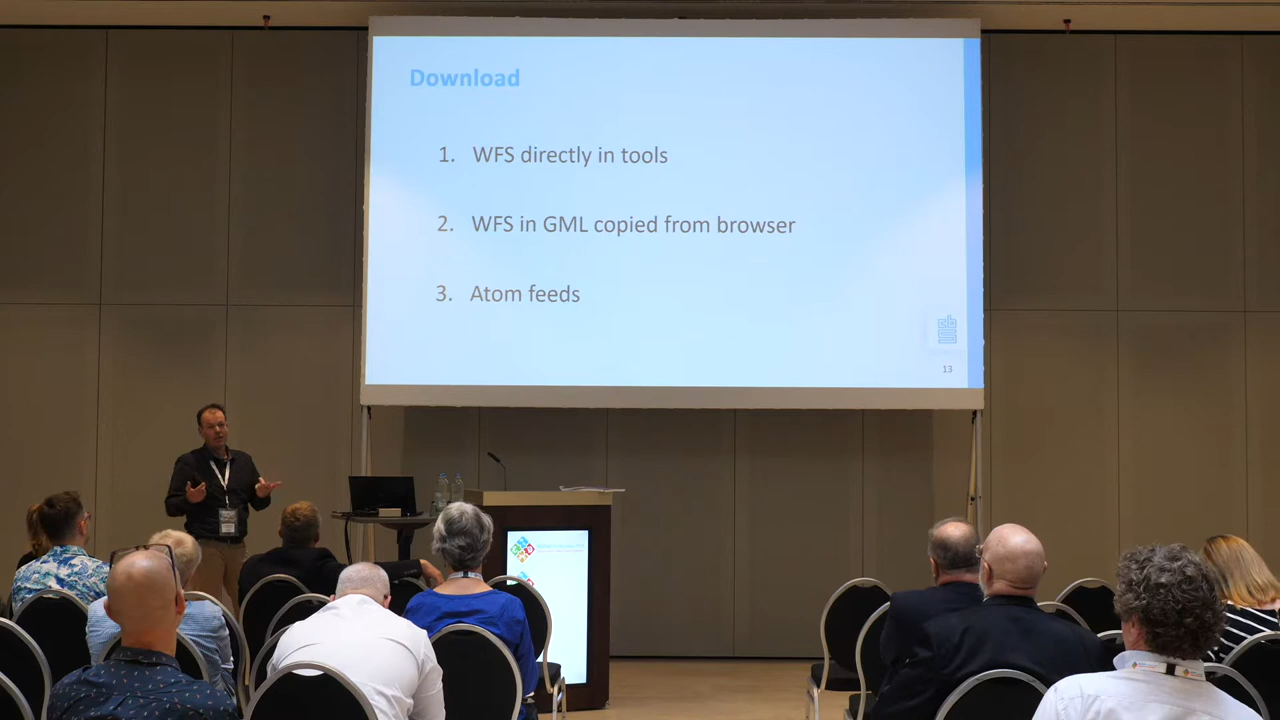 Download
1. WFS directly in tools
2. WFS in GML copied from browser
3. Atom feeds
13